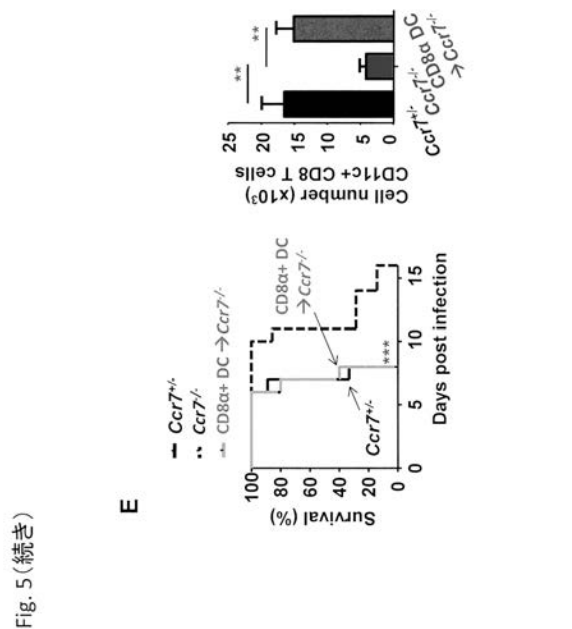 Fig. 5(続き)
E
Ccr7+/-
Ccr7-/-
CD8α+ DC →Ccr7-/-
Survival (%)
100
80
60
40
20
0
CD8α+ DC
→Ccr7-/-
Ccr7+/-
***
0
5
10
15
Days post infection
Cell number (x10³)
CD11c+ CD8 T cells
25
20
15
10
5
0
**
**
Ccr7+/-
Ccr7-/-
CD8α DC
→Ccr7-/-